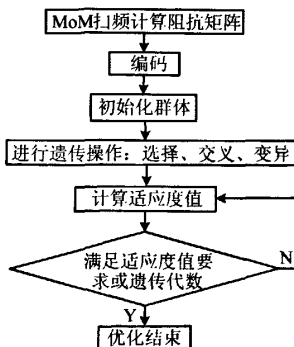 MoM扫频计算阻抗矩阵
编码
初始化群体
进行遗传操作：选择、交义、变异
计算适应度值
满足适应度值要
求或遗传代数
N
Y
优化结束